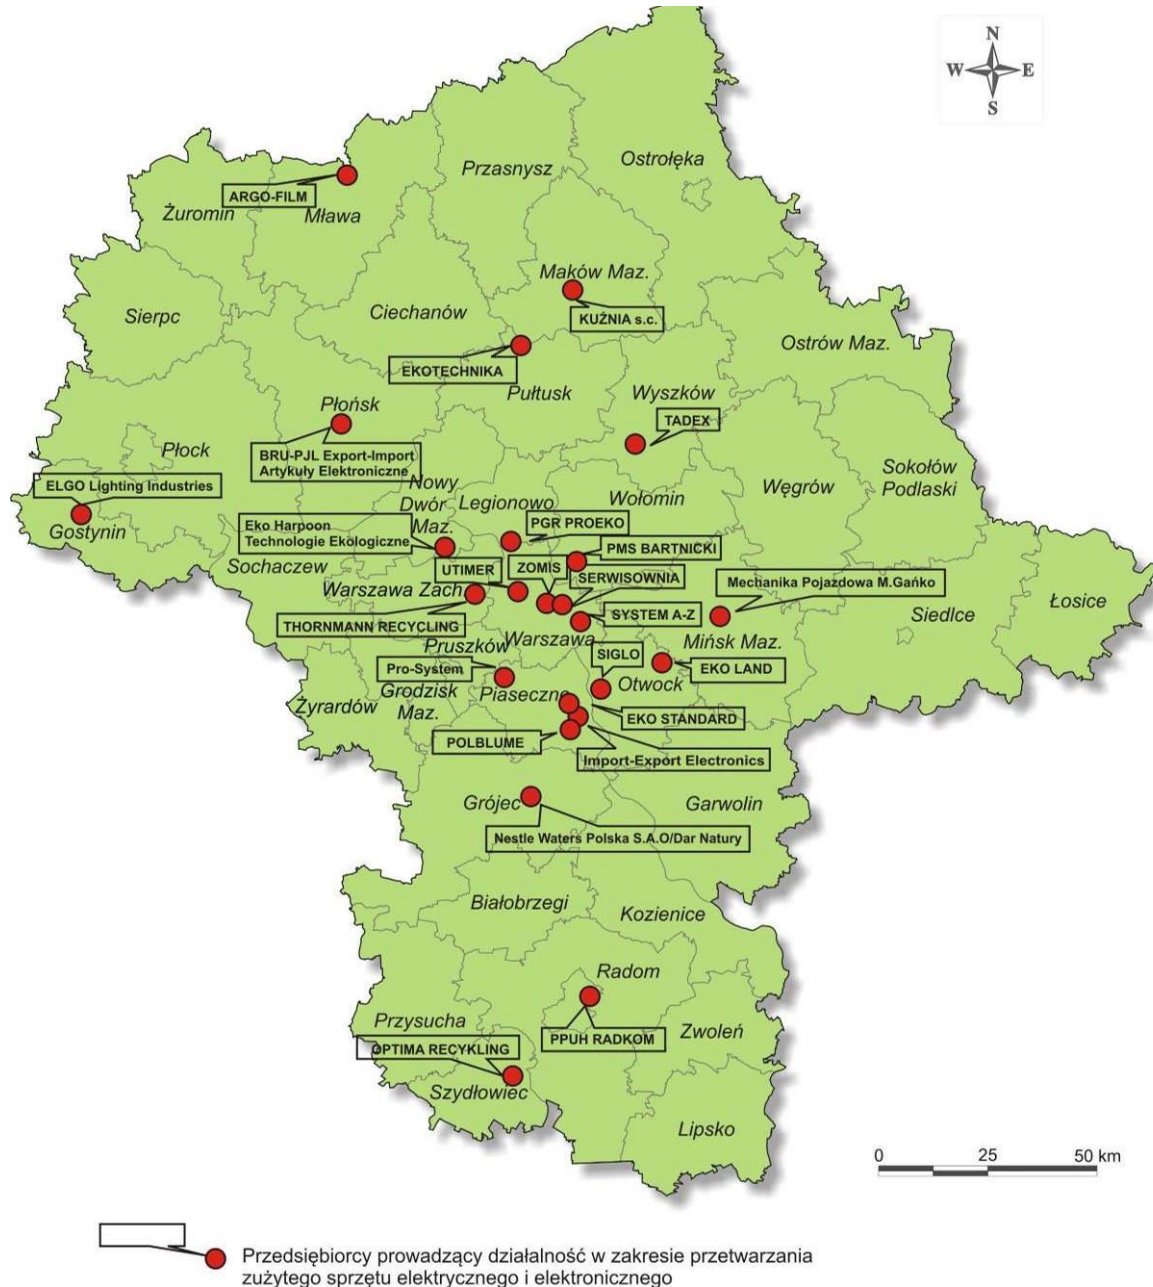 N
W E
S
Ostrołęka
Przasnysz
ARGO-FILM
Żuromin
Mława
Maków Maz.
Ciechanów
Sierpc
KUŹNIA s.c.
Ostrów Maz.
EKOTECHNIKA
Pułtusk
Wyszków
Płońsk
TADEX
Płock
BRU-PJL Export-Import
Artykuły Elektroniczne
Sokołów
Podlaski
ELGO Lighting Industries
Nowy
Dwór
Maz.
Legionowo
Wołomin
Węgrów
Gostynin
Eko Harpoon
Technologie Ekologiczne
PGR PROEKO
PMS BARTNICKI
Sochaczew
UTIMER
ZOMIS
SERWISOWNIA
Mechanika Pojazdowa M.Gańko
Warszawa Zach.
Łosice
Siedlce
THORNMANN RECYCLING
SYSTEM A-Z
Warszawa
Mińsk Maz.
Pruszków
SIGLO
Pro-System
EKO LAND
Otwock
Piaseczno
Grodzisk
Maz.
Żyrardów
EKO STANDARD
POLBLUME
Import-Export Electronics
Grójec
Garwolin
Nestle Waters Polska S.A.O/Dar Natury
Białobrzegi
Kozienice
Radom
Przysucha
Zwoleń
PPUH RADKOM
OPTIMA RECYKLING
Szydłowiec
Lipsko
0 25 50 km
Przedsiębiorcy prowadzący działalność w zakresie przetwarzania
zużytego sprzętu elektrycznego i elektronicznego